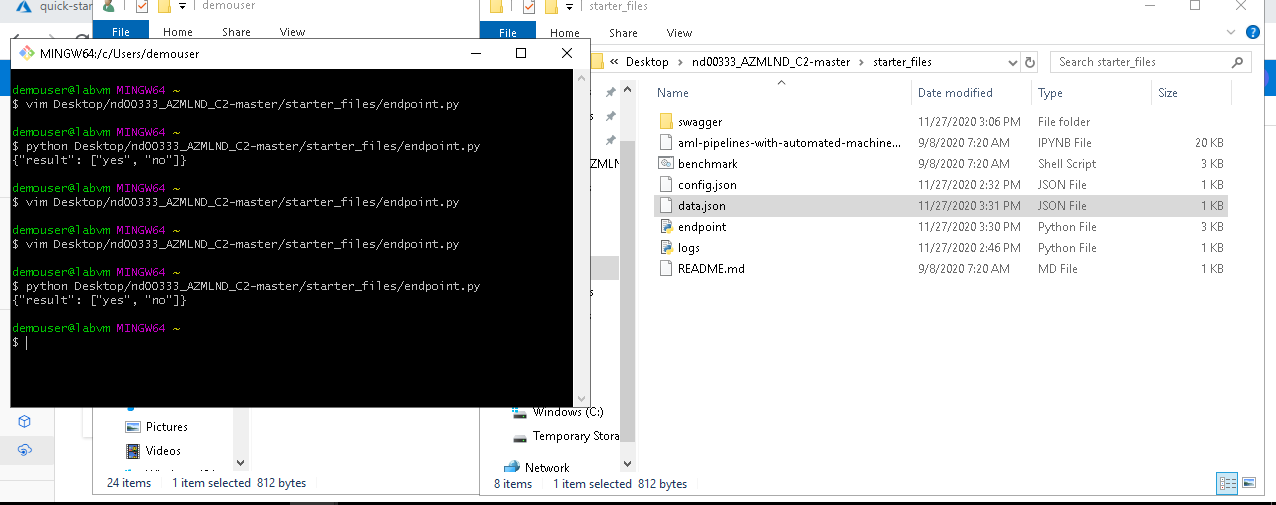 quick-star
demouser
File Home Share View
MINGW64:/c/Users/demouser
demouser@labvm MINGW64 ~
$ vim Desktop/nd00333_AZMLND_C2-master/starter_files/endpoint.py
demouser@labvm MINGW64 ~
$ python Desktop/nd00333_AZMLND_C2-master/starter_files/endpoint.py
{"result": ["yes", "no"]}
demouser@labvm MINGW64 ~
$ vim Desktop/nd00333_AZMLND_C2-master/starter_files/endpoint.py
demouser@labvm MINGW64 ~
$ vim Desktop/nd00333_AZMLND_C2-master/starter_files/endpoint.py
demouser@labvm MINGW64 ~
$ python Desktop/nd00333_AZMLND_C2-master/starter_files/endpoint.py
{"result": ["yes", "no"]}
demouser@labvm MINGW64 ~
$
Pictures
Videos
24 items 1 item selected 812 bytes
starter_files
File Home Share View
« Desktop > nd00333_AZMLND_C2-master > starter_files
Search starter_files
Name Date modified Type Size
swagger 11/27/2020 3:06 PM File folder
aml-pipelines-with-automated-machine... 9/8/2020 7:20 AM IPYNB File 20 KB
benchmark 9/8/2020 7:20 AM Shell Script 3 KB
config.json 11/27/2020 2:32 PM JSON File 1 KB
data.json 11/27/2020 3:31 PM JSON File 1 KB
endpoint 11/27/2020 3:30 PM Python File 3 KB
logs 11/27/2020 2:46 PM Python File 1 KB
README.md 9/8/2020 7:20 AM MD File 1 KB
AZMLN
Windows (C:)
Temporary Stora
Network
8 items 1 item selected 812 bytes